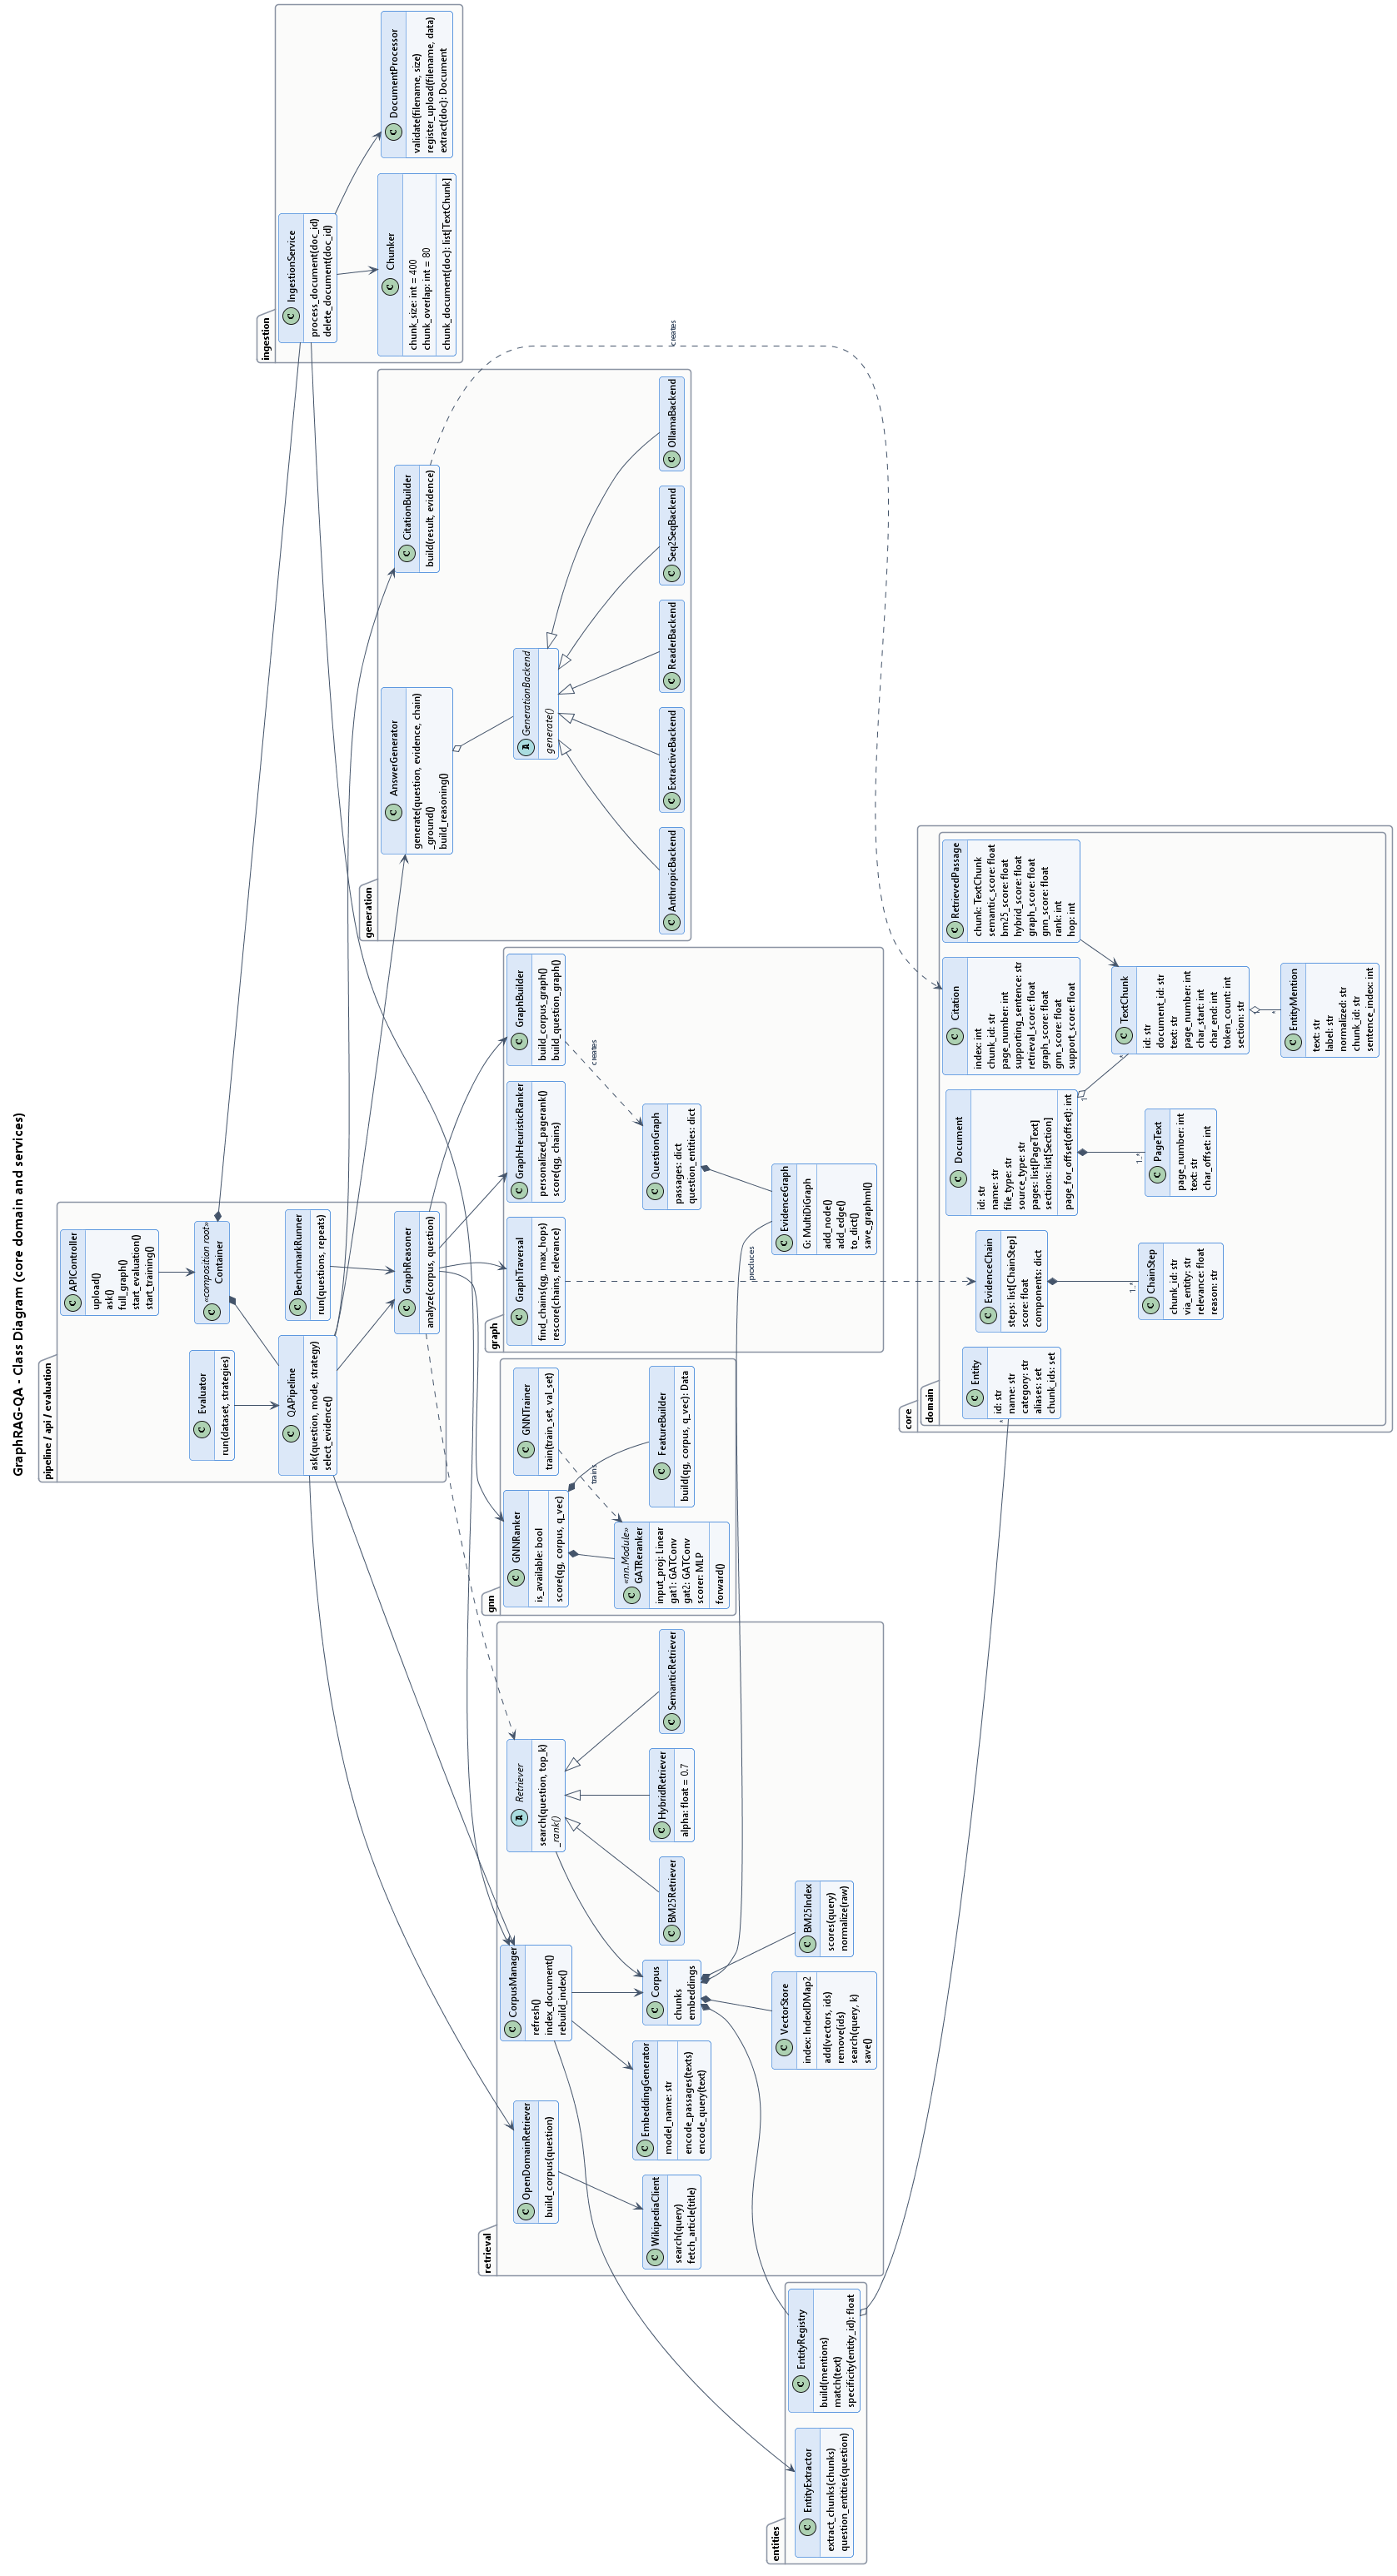 GraphRAG-QA - Class Diagram (core domain and services)
pipeline / api / evaluation
C APIController
upload()
ask()
full_graph()
start_evaluation()
start_training()
C «composition root»
Container
C Evaluator
run(dataset, strategies)
C BenchmarkRunner
run(questions, repeats)
C QAPipeline
ask(question, mode, strategy)
select_evidence()
C GraphReasoner
analyze(corpus, question)
ingestion
C IngestionService
process_document(doc_id)
delete_document(doc_id)
C Chunker
chunk_size: int = 400
chunk_overlap: int = 80
chunk_document(doc): list[TextChunk]
C DocumentProcessor
validate(filename, size)
register_upload(filename, data)
extract(doc): Document
generation
C AnswerGenerator
generate(question, evidence, chain)
_ground()
build_reasoning()
C CitationBuilder
build(result, evidence)
A GenerationBackend
generate()
C AnthropicBackend
C ExtractiveBackend
C ReaderBackend
C Seq2SeqBackend
C OllamaBackend
creates
graph
C GraphTraversal
find_chains(qg, max_hops)
rescore(chains, relevance)
C GraphHeuristicRanker
personalized_pagerank()
score(qg, chains)
C GraphBuilder
build_corpus_graph()
build_question_graph()
creates
C QuestionGraph
passages: dict
question_entities: dict
C EvidenceGraph
G: MultiDiGraph
add_node()
add_edge()
to_dict()
save_graphml()
produces
gnn
C GNNRanker
is_available: bool
score(qg, corpus, q_vec)
C GNNTrainer
train(train_set, val_set)
trains
C «nn.Module»
GATReranker
input_proj: Linear
gat1: GATConv
gat2: GATConv
scorer: MLP
forward()
C FeatureBuilder
build(qg, corpus, q_vec): Data
retrieval
C OpenDomainRetriever
build_corpus(question)
C CorpusManager
refresh()
index_document()
rebuild_index()
A Retriever
search(question, top_k)
_rank()
C WikipediaClient
search(query)
fetch_article(title)
C EmbeddingGenerator
model_name: str
encode_passages(texts)
encode_query(text)
C Corpus
chunks
embeddings
C BM25Retriever
C HybridRetriever
alpha: float = 0.7
C SemanticRetriever
C VectorStore
index: IndexIDMap2
add(vectors, ids)
remove(ids)
search(query, k)
save()
C BM25Index
scores(query)
normalize(raw)
entities
C EntityExtractor
extract_chunks(chunks)
question_entities(question)
C EntityRegistry
build(mentions)
match(text)
specificity(entity_id): float
core
domain
C Entity
id: str
name: str
category: str
aliases: set
chunk_ids: set
*
C EvidenceChain
steps: list[ChainStep]
score: float
components: dict
1..*
C ChainStep
chunk_id: str
via_entity: str
relevance: float
reason: str
C Document
id: str
name: str
file_type: str
source_type: str
pages: list[PageText]
sections: list[Section]
page_for_offset(offset): int
1
*
1..*
C PageText
page_number: int
text: str
char_offset: int
C Citation
index: int
chunk_id: str
page_number: int
supporting_sentence: str
retrieval_score: float
graph_score: float
gnn_score: float
support_score: float
C RetrievedPassage
chunk: TextChunk
semantic_score: float
bm25_score: float
hybrid_score: float
graph_score: float
gnn_score: float
rank: int
hop: int
C TextChunk
id: str
document_id: str
text: str
page_number: int
char_start: int
char_end: int
token_count: int
section: str
*
C EntityMention
text: str
label: str
normalized: str
chunk_id: str
sentence_index: int